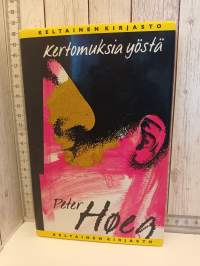 KELTAINEN KIRJASTO
Kertomuksia yöstä
Peter
Høeg
KELTAINEN KIRJASTO